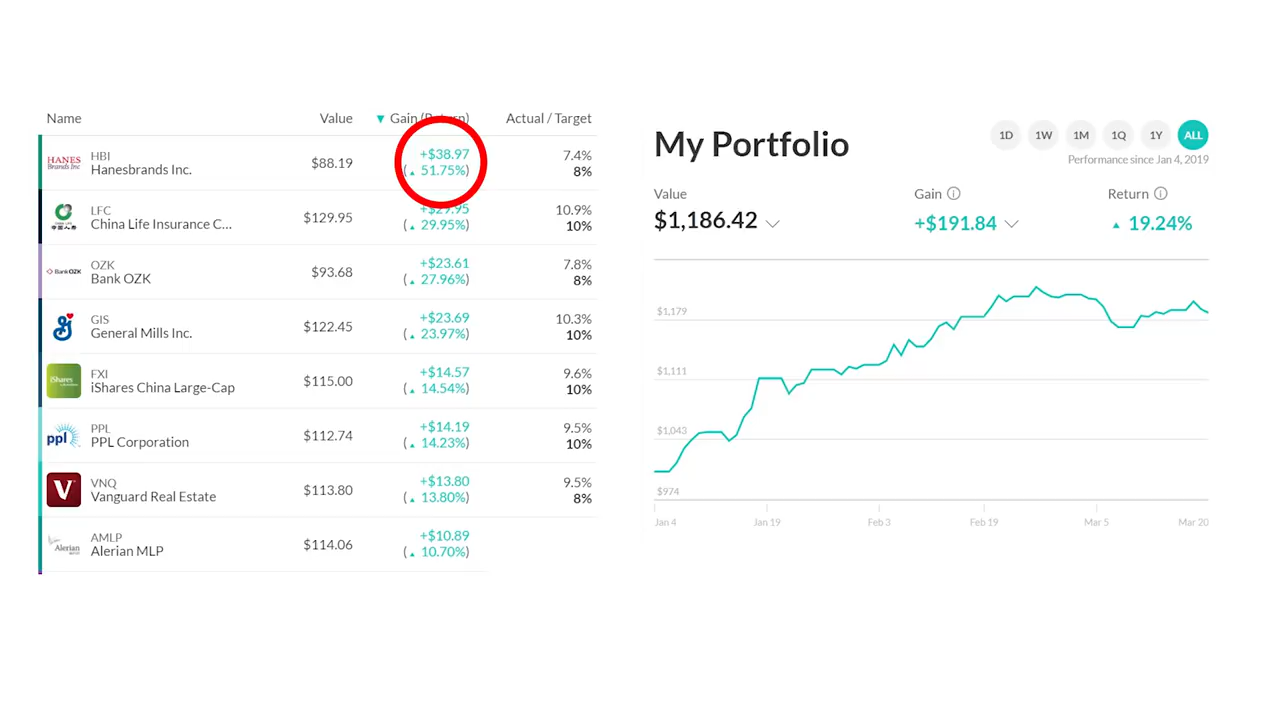 Name Value ▼ Gain (Return) Actual / Target
HANES
Brands Inc
HBI
Hanesbrands Inc.
$88.19
+$38.97
(▲ 51.75%)
7.4%
8%
LFC
China Life Insurance C...
$129.95
+$29.95
(▲ 29.95%)
10.9%
10%
BankOZK
OZK
Bank OZK
$93.68
+$23.61
(▲ 27.96%)
7.8%
8%
GIS
General Mills Inc.
$122.45
+$23.69
(▲ 23.97%)
10.3%
10%
iShares
FXI
iShares China Large-Cap
$115.00
+$14.57
(▲ 14.54%)
9.6%
10%
ppl
PPL
PPL Corporation
$112.74
+$14.19
(▲ 14.23%)
9.5%
10%
V
VNQ
Vanguard Real Estate
$113.80
+$13.80
(▲ 13.80%)
9.5%
8%
Alerian
AMLP
Alerian MLP
$114.06
+$10.89
(▲ 10.70%)
My Portfolio
1D 1W 1M 1Q 1Y ALL
Performance since Jan 4, 2019
Value
$1,186.42
Gain
+$191.84
Return
▲ 19.24%
$1,179
$1,111
$1,043
$974
Jan 4 Jan 19 Feb 3 Feb 19 Mar 5 Mar 20